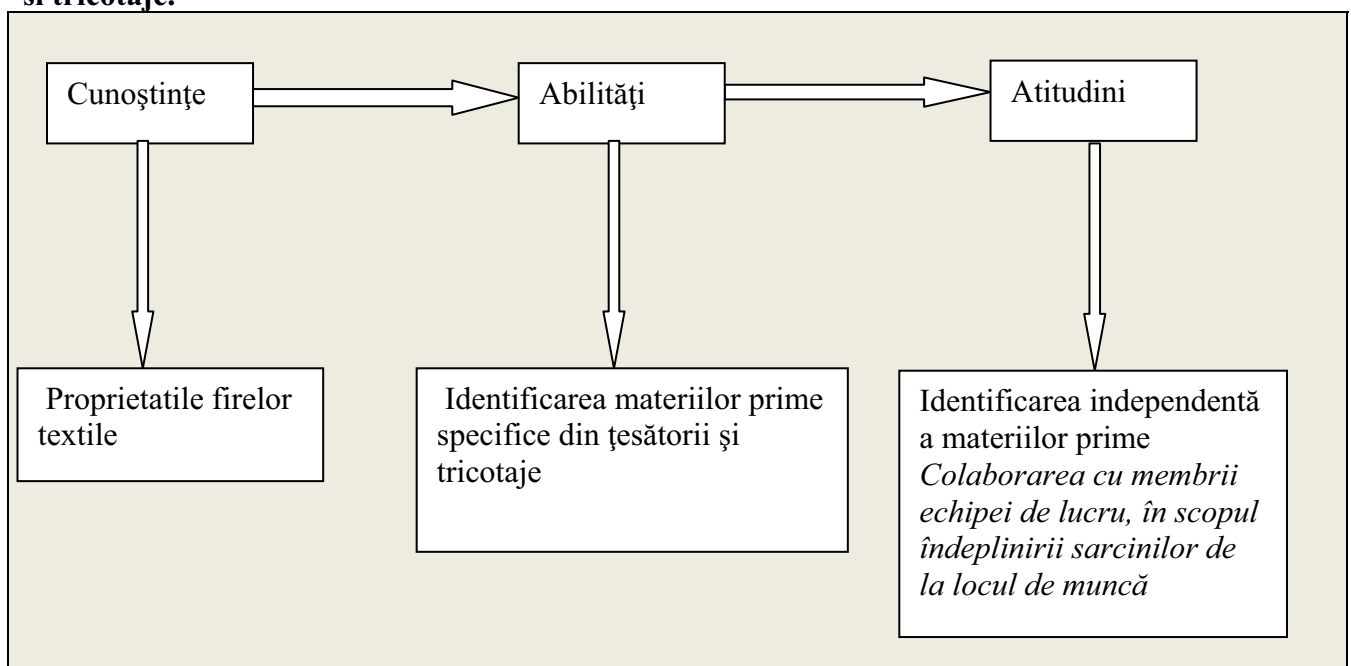 si tricotaje.
Cunoştinţe
Abilităţi
Atitudini
Proprietatile firelor
textile
Identificarea materiilor prime
specifice din ţesătorii şi
tricotaje
Identificarea independentă
a materiilor prime
Colaborarea cu membrii
echipei de lucru, în scopul
îndeplinirii sarcinilor de
la locul de muncă